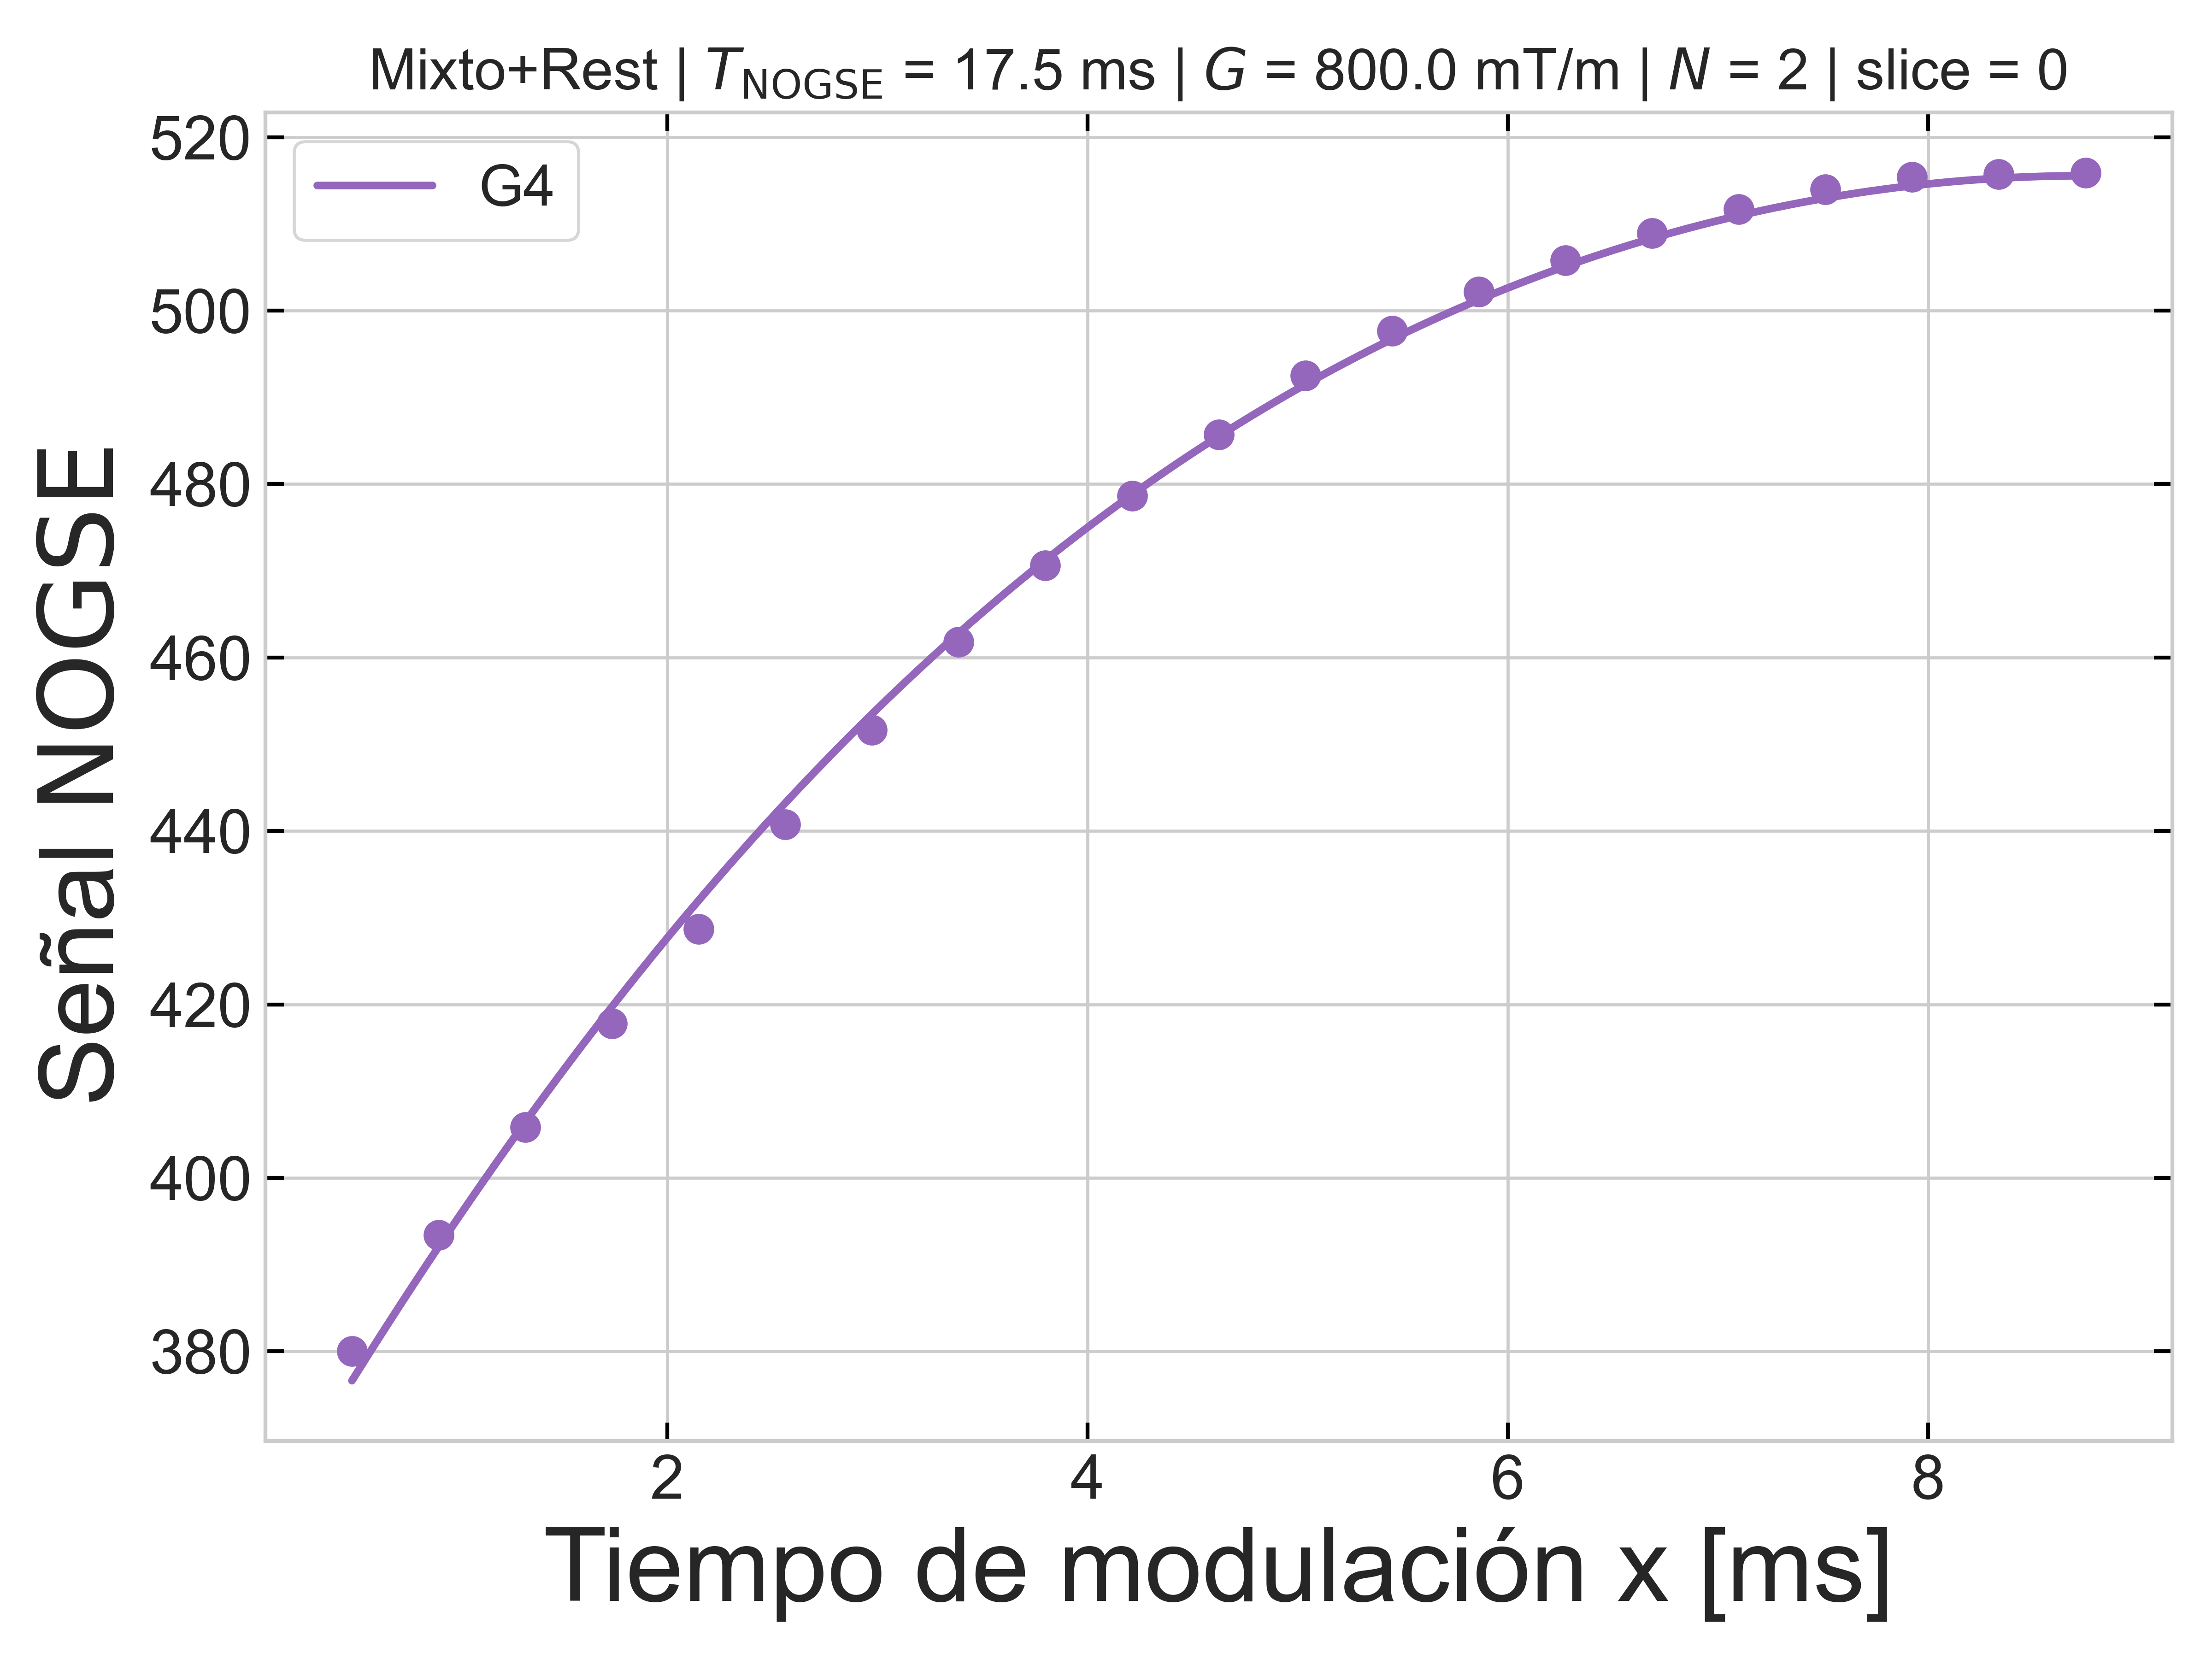 Mixto+Rest | T_NOGSE = 17.5 ms | G = 800.0 mT/m | N = 2 | slice = 0
G4
Señal NOGSE
520
500
480
460
440
420
400
380
2 4 6 8
Tiempo de modulación x [ms]